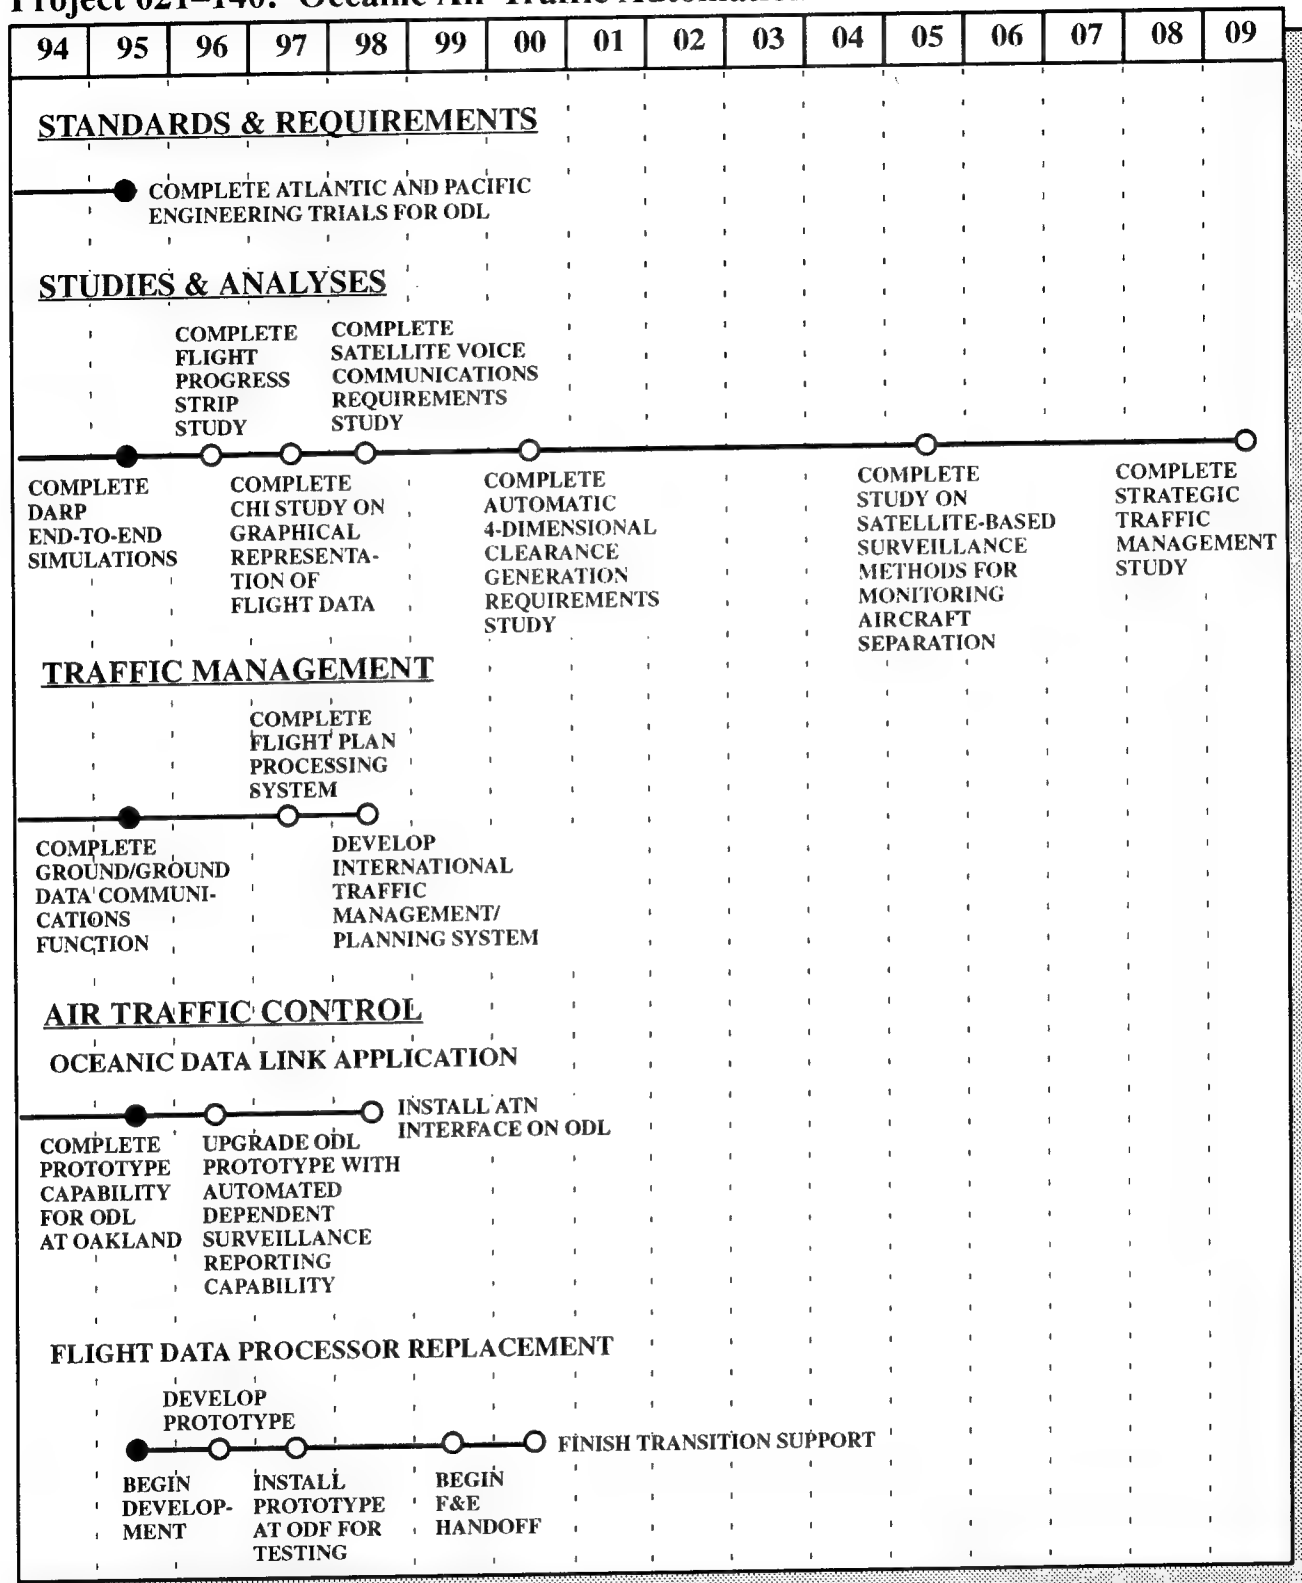 Project 021–140: Oceanic Air Traffic Automation
94 95 96 97 98 99 00 01 02 03 04 05 06 07 08 09
STANDARDS & REQUIREMENTS
COMPLETE ATLANTIC AND PACIFIC
ENGINEERING TRIALS FOR ODL
STUDIES & ANALYSES
COMPLETE
FLIGHT
PROGRESS
STRIP
STUDY
COMPLETE
SATELLITE VOICE
COMMUNICATIONS
REQUIREMENTS
STUDY
COMPLETE
DARP
END-TO-END
SIMULATIONS
COMPLETE
CHI STUDY ON
GRAPHICAL
REPRESENTA-
TION OF
FLIGHT DATA
COMPLETE
AUTOMATIC
4-DIMENSIONAL
CLEARANCE
GENERATION
REQUIREMENTS
STUDY
COMPLETE
STUDY ON
SATELLITE-BASED
SURVEILLANCE
METHODS FOR
MONITORING
AIRCRAFT
SEPARATION
COMPLETE
STRATEGIC
TRAFFIC
MANAGEMENT
STUDY
TRAFFIC MANAGEMENT
COMPLETE
FLIGHT PLAN
PROCESSING
SYSTEM
COMPLETE
GROUND/GROUND
DATA COMMUNI-
CATIONS
FUNCTION
DEVELOP
INTERNATIONAL
TRAFFIC
MANAGEMENT/
PLANNING SYSTEM
AIR TRAFFIC CONTROL
OCEANIC DATA LINK APPLICATION
INSTALL ATN
INTERFACE ON ODL
COMPLETE
PROTOTYPE
CAPABILITY
FOR ODL
AT OAKLAND
UPGRADE ODL
PROTOTYPE WITH
AUTOMATED
DEPENDENT
SURVEILLANCE
REPORTING
CAPABILITY
FLIGHT DATA PROCESSOR REPLACEMENT
DEVELOP
PROTOTYPE
FINISH TRANSITION SUPPORT
BEGIN
DEVELOP-
MENT
INSTALL
PROTOTYPE
AT ODF FOR
TESTING
BEGIN
F&E
HANDOFF